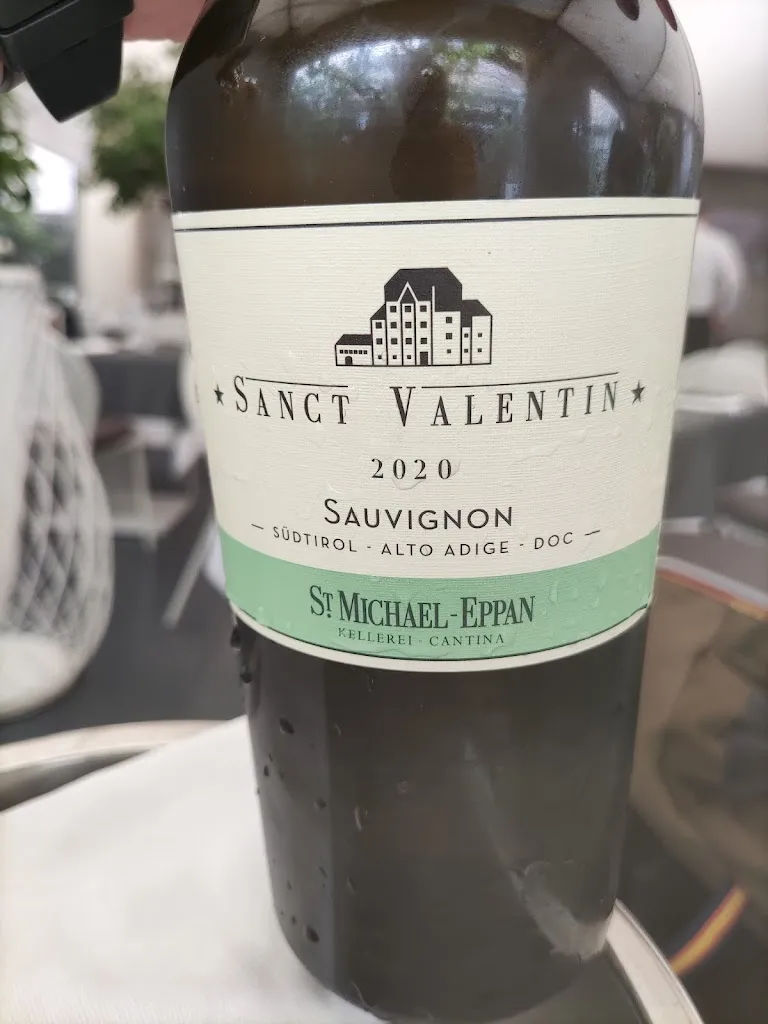 ★ SANCT VALENTIN ★
2020
SAUVIGNON
— SÜDTIROL - ALTO ADIGE - DOC —
ST. MICHAEL-EPPAN
KELLEREI · CANTINA